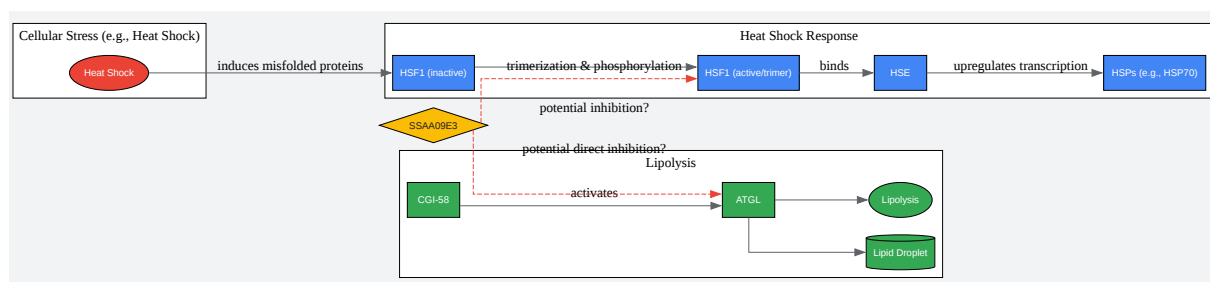 Cellular Stress (e.g., Heat Shock)
Heat Shock
induces misfolded proteins
Heat Shock Response
HSF1 (inactive)
trimerization & phosphorylation
HSF1 (active/trimer)
binds
HSE
upregulates transcription
HSPs (e.g., HSP70)
potential inhibition?
SSAA09E3
potential direct inhibition?
Lipolysis
CGI-58
activates
ATGL
Lipolysis
Lipid Droplet